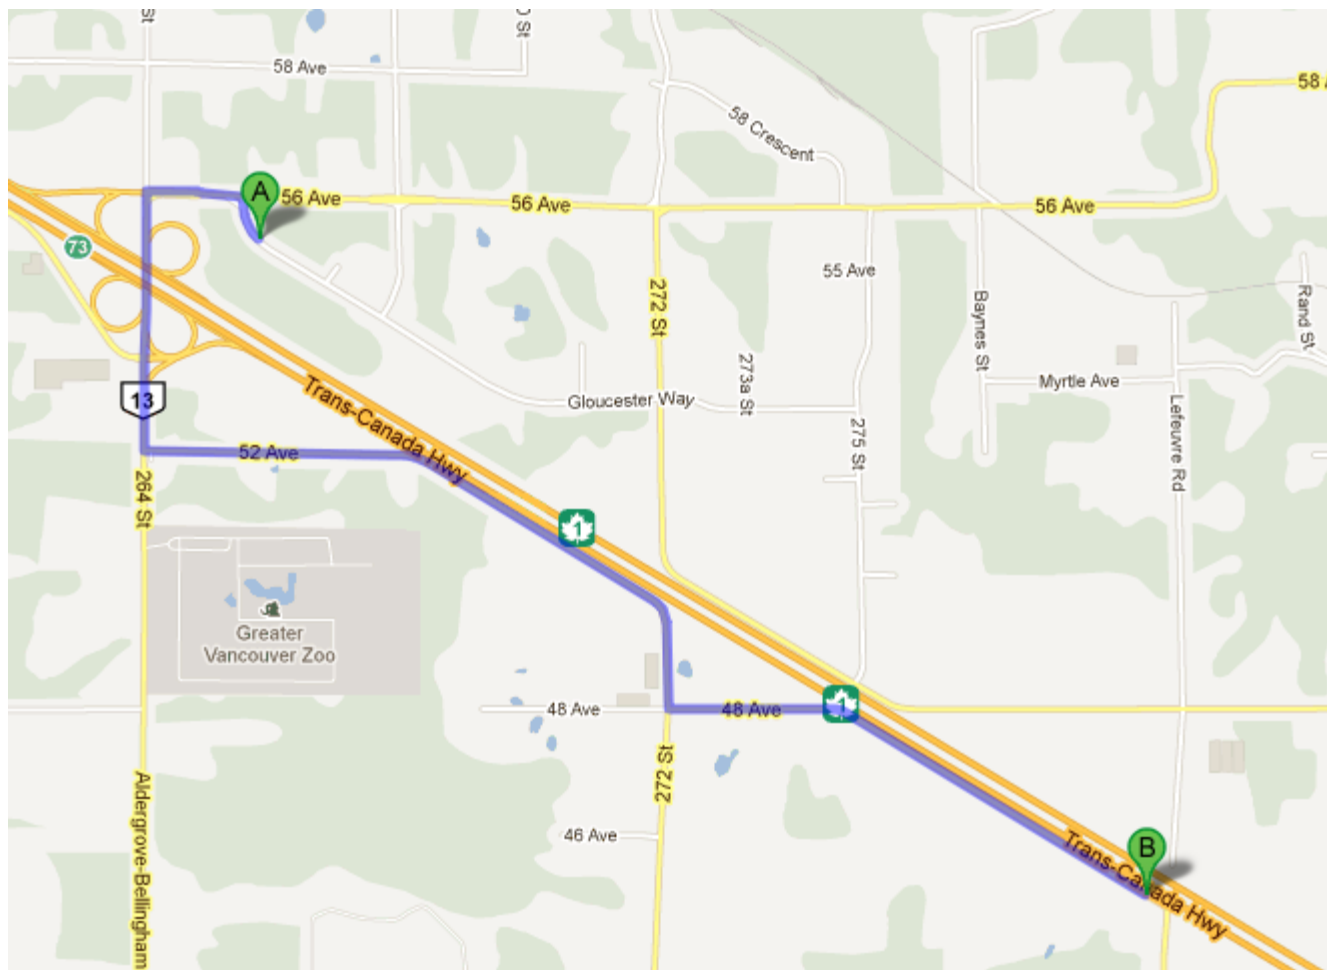 St
D St
58 Ave
58 Crescent
58
A
56 Ave
56 Ave
56 Ave
73
55 Ave
272 St
Baynes St
Rand St
273a St
Myrtle Ave
13
Trans-Canada Hwy
Gloucester Way
Lefeuvre Rd
275 St
52 Ave
264 St
1
Greater
Vancouver Zoo
48 Ave
48 Ave
1
272 St
Aldergrove-Bellingham
46 Ave
B
Trans-Canada Hwy